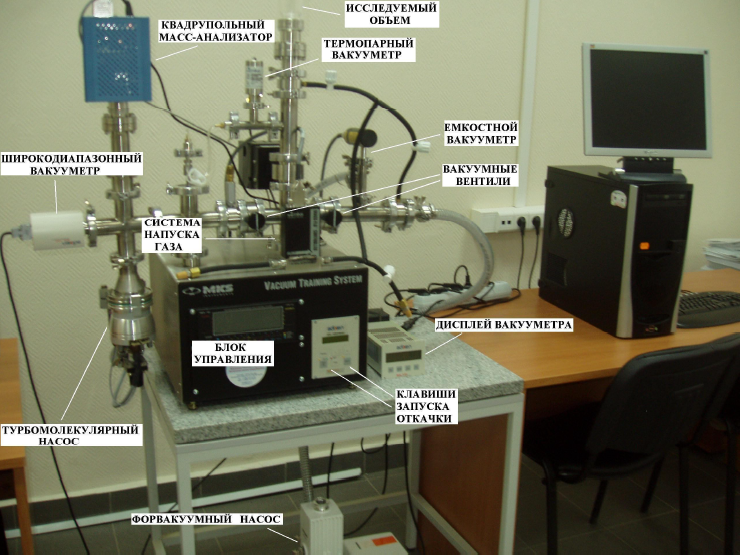 ИССЛЕДУЕМЫЙ
ОБЪЕМ
КВАДРУПОЛЬНЫЙ
МАСС-АНАЛИЗАТОР
ТЕРМОПАРНЫЙ
ВАКУУМЕТР
ЕМКОСТНОЙ
ВАКУУМЕТР
ШИРОКОДИАПАЗОННЫЙ
ВАКУУМЕТР
ВАКУУМНЫЕ
ВЕНТИЛИ
СИСТЕМА
НАПУСКА
ГАЗА
MKS
VACUUM TRAINING SYSTEM
ДИСПЛЕЙ ВАКУУМЕТРА
БЛОК
УПРАВЛЕНИЯ
КЛАВИШИ
ЗАПУСКА
ОТКАЧКИ
ТУРБОМОЛЕКУЛЯРНЫЙ
НАСОС
ФОРВАКУУМНЫЙ НАСОС